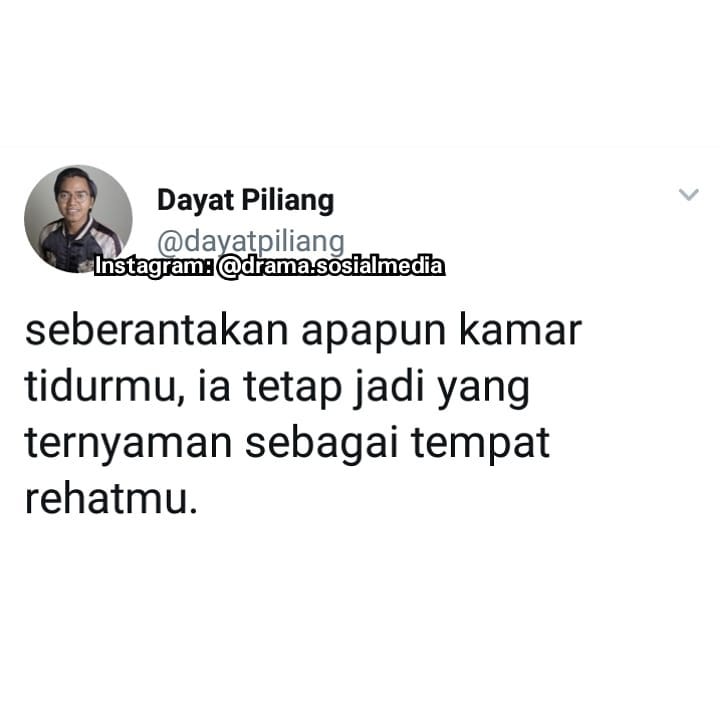 Dayat Piliang
@dayatpiliang
Instagram: @drama.sosialmedia
seberantakan apapun kamar
tidurmu, ia tetap jadi yang
ternyaman sebagai tempat
rehatmu.